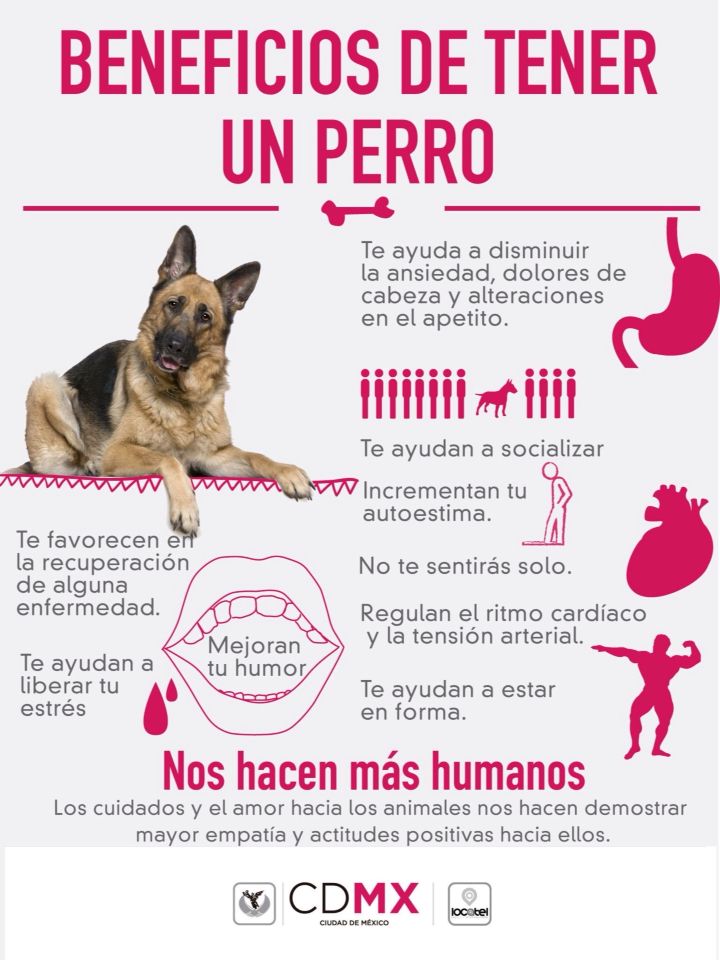 BENEFICIOS DE TENER
UN PERRO
Te ayuda a disminuir
la ansiedad, dolores de
cabeza y alteraciones
en el apetito.
Te ayudan a socializar
Incrementan tu
autoestima.
No te sentirás solo.
Regulan el ritmo cardíaco
y la tensión arterial.
Te ayudan a estar
en forma.
Te favorecen en
la recuperación
de alguna
enfermedad.
Mejoran
tu humor
Te ayudan a
liberar tu
estrés
Nos hacen más humanos
Los cuidados y el amor hacia los animales nos hacen demostrar
mayor empatía y actitudes positivas hacia ellos.
CDMX
CIUDAD DE MÉXICO
locatel